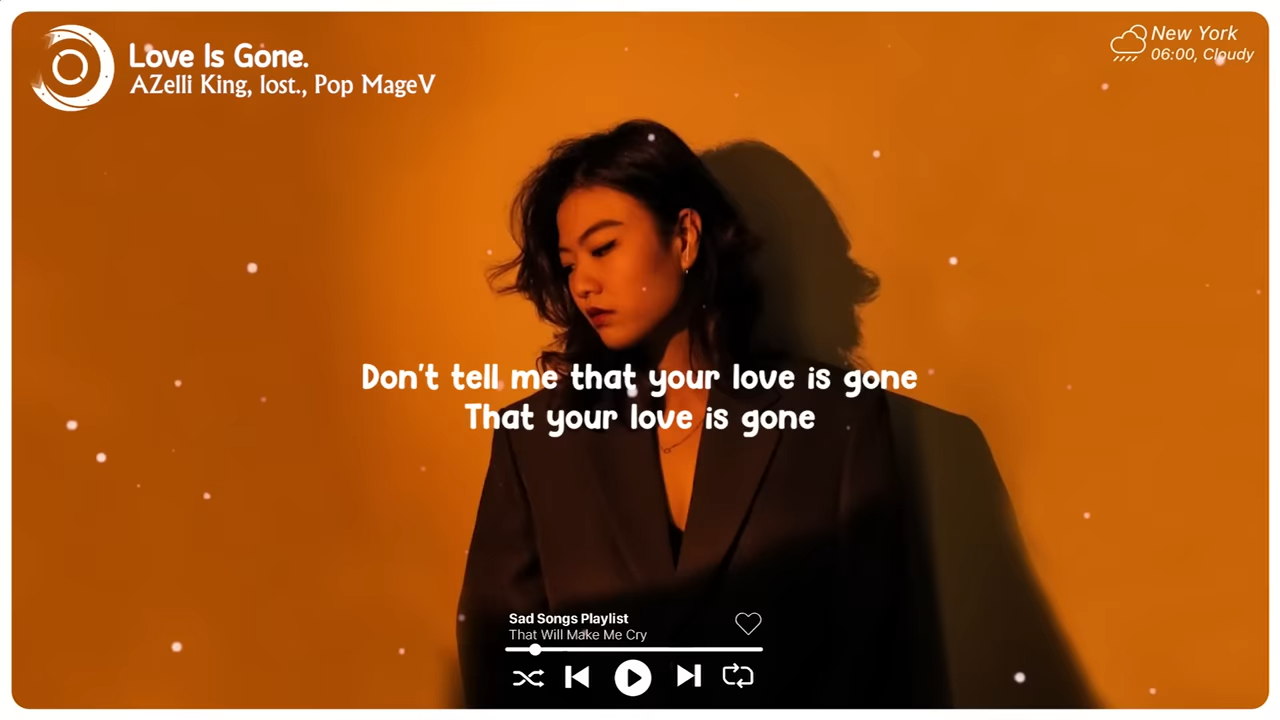 Love Is Gone.
AZelli King, lost., Pop MageV
New York
06:00, Cloudy
Don't tell me that your love is gone
That your love is gone
Sad Songs Playlist
That Will Make Me Cry